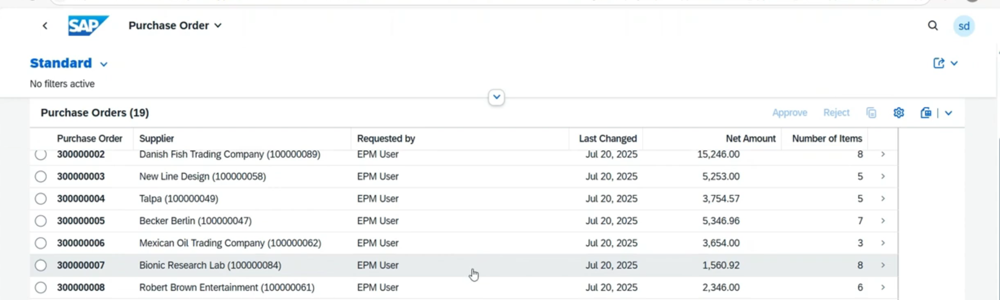 SAP Purchase Order sd
Standard
No filters active
Purchase Orders (19) Approve Reject
Purchase Order Supplier Requested by Last Changed Net Amount Number of Items
300000002 Danish Fish Trading Company (100000089) EPM User Jul 20, 2025 15,246.00 8
300000003 New Line Design (100000058) EPM User Jul 20, 2025 5,253.00 5
300000004 Talpa (100000049) EPM User Jul 20, 2025 3,754.57 5
300000005 Becker Berlin (100000047) EPM User Jul 20, 2025 5,346.96 7
300000006 Mexican Oil Trading Company (100000062) EPM User Jul 20, 2025 3,654.00 3
300000007 Bionic Research Lab (100000084) EPM User Jul 20, 2025 1,560.92 8
300000008 Robert Brown Entertainment (100000061) EPM User Jul 20, 2025 2,346.00 6